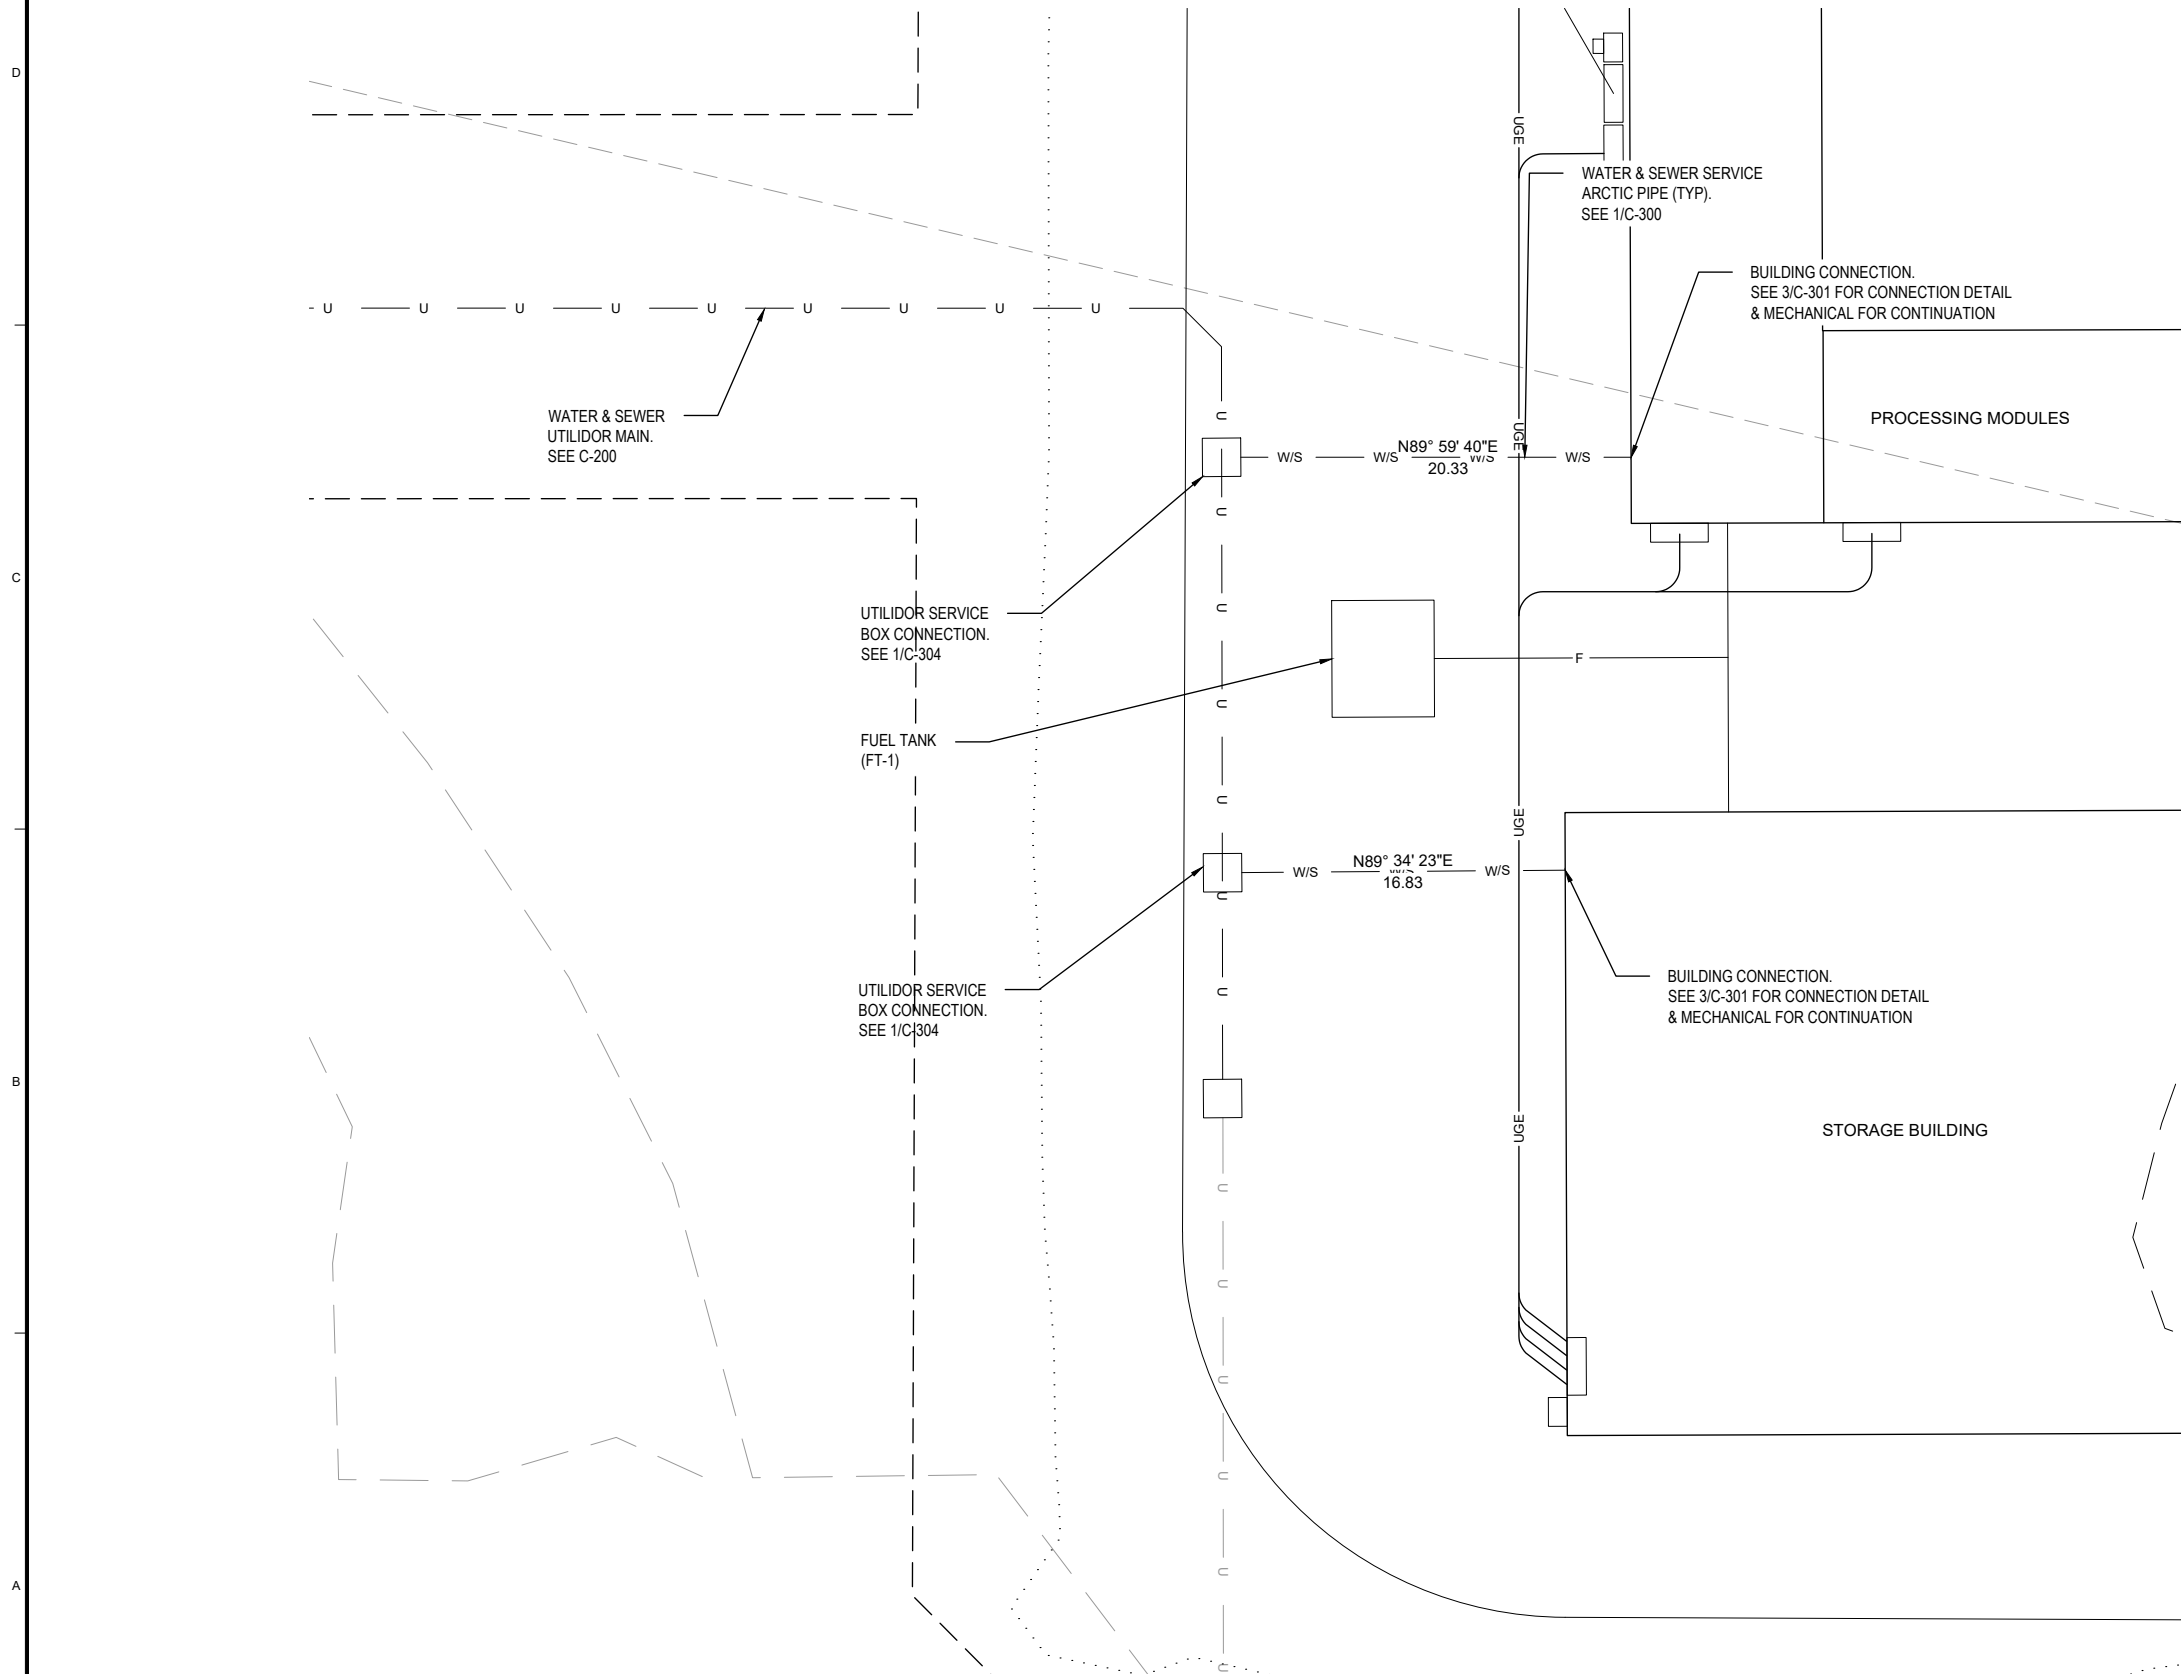 D
UGE
WATER & SEWER SERVICE
ARCTIC PIPE (TYP).
SEE 1/C-300
BUILDING CONNECTION.
SEE 3/C-301 FOR CONNECTION DETAIL
& MECHANICAL FOR CONTINUATION
U U U U U U U U U
WATER & SEWER
UTILIDOR MAIN.
SEE C-200
PROCESSING MODULES
U
UGE
W/S W/S N89° 59' 40"E W/S W/S
20.33
U
C
UTILIDOR SERVICE
BOX CONNECTION.
SEE 1/C-304
U
F
U
FUEL TANK
(FT-1)
U
UGE
W/S N89° 34' 23"E W/S
W/S
16.83
U
UTILIDOR SERVICE
BOX CONNECTION.
SEE 1/C-304
U
BUILDING CONNECTION.
SEE 3/C-301 FOR CONNECTION DETAIL
& MECHANICAL FOR CONTINUATION
B
UGE
STORAGE BUILDING
U
U
U
U
U
A
U